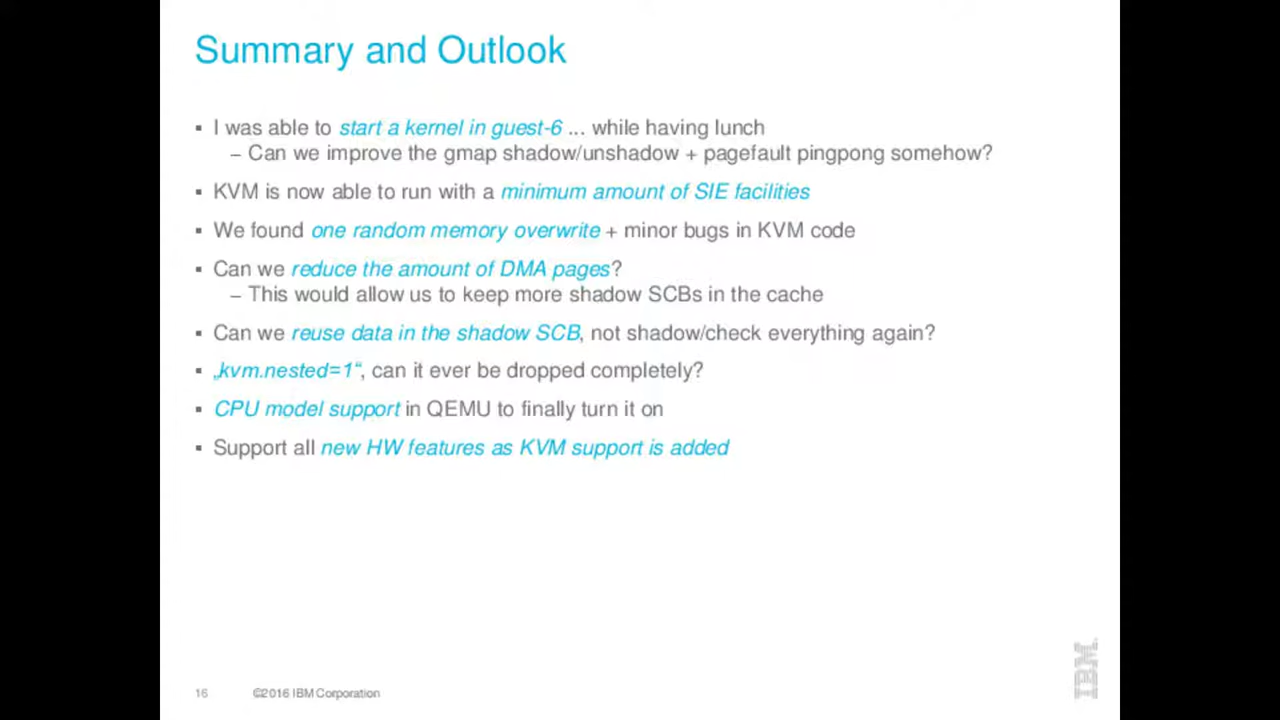 Summary and Outlook
▪ I was able to start a kernel in guest-6 ... while having lunch
– Can we improve the gmap shadow/unshadow + pagefault pingpong somehow?
▪ KVM is now able to run with a minimum amount of SIE facilities
▪ We found one random memory overwrite + minor bugs in KVM code
▪ Can we reduce the amount of DMA pages?
– This would allow us to keep more shadow SCBs in the cache
▪ Can we reuse data in the shadow SCB, not shadow/check everything again?
▪ „kvm.nested=1“, can it ever be dropped completely?
▪ CPU model support in QEMU to finally turn it on
▪ Support all new HW features as KVM support is added
16 ©2016 IBM Corporation
IBM